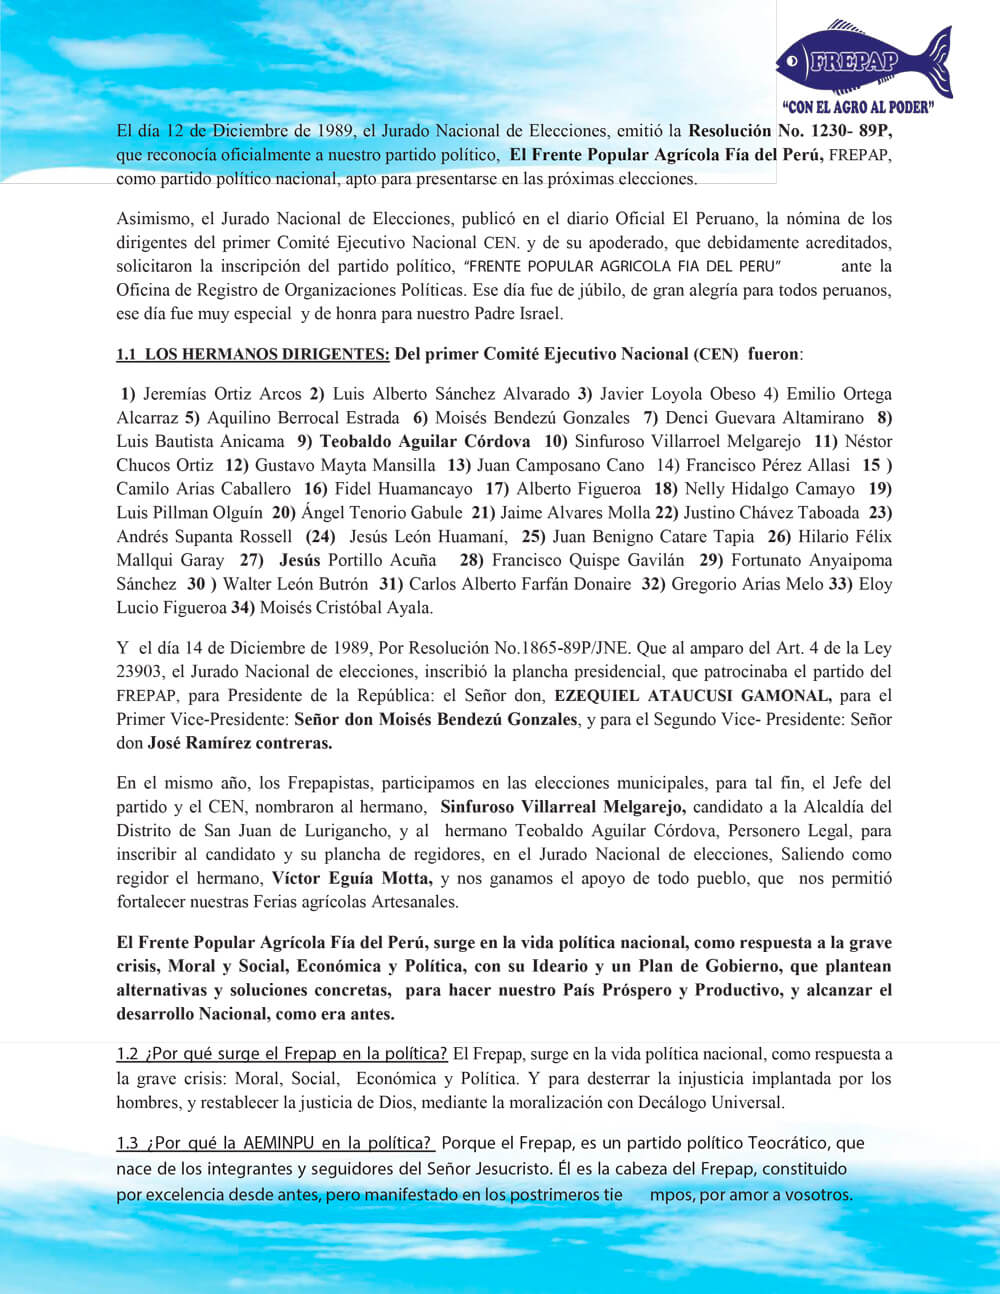 FREPAP
“CON EL AGRO AL PODER”
El día 12 de Diciembre de 1989, el Jurado Nacional de Elecciones, emitió la Resolución No. 1230- 89P,
que reconocía oficialmente a nuestro partido político, El Frente Popular Agrícola Fía del Perú, FREPAP,
como partido político nacional, apto para presentarse en las próximas elecciones.
Asimismo, el Jurado Nacional de Elecciones, publicó en el diario Oficial El Peruano, la nómina de los
dirigentes del primer Comité Ejecutivo Nacional CEN. y de su apoderado, que debidamente acreditados,
solicitaron la inscripción del partido político, “FRENTE POPULAR AGRICOLA FIA DEL PERU” ante la
Oficina de Registro de Organizaciones Políticas. Ese día fue de júbilo, de gran alegría para todos peruanos,
ese día fue muy especial y de honra para nuestro Padre Israel.
1.1 LOS HERMANOS DIRIGENTES: Del primer Comité Ejecutivo Nacional (CEN) fueron:
1) Jeremías Ortiz Arcos 2) Luis Alberto Sánchez Alvarado 3) Javier Loyola Obeso 4) Emilio Ortega
Alcarraz 5) Aquilino Berrocal Estrada 6) Moisés Bendezú Gonzales 7) Denci Guevara Altamirano 8)
Luis Bautista Anicama 9) Teobaldo Aguilar Córdova 10) Sinfuroso Villarroel Melgarejo 11) Néstor
Chucos Ortiz 12) Gustavo Mayta Mansilla 13) Juan Camposano Cano 14) Francisco Pérez Allasi 15 )
Camilo Arias Caballero 16) Fidel Huamancayo 17) Alberto Figueroa 18) Nelly Hidalgo Camayo 19)
Luis Pillman Olguín 20) Ángel Tenorio Gabule 21) Jaime Alvares Molla 22) Justino Chávez Taboada 23)
Andrés Supanta Rossell (24) Jesús León Huamaní, 25) Juan Benigno Catare Tapia 26) Hilario Félix
Mallqui Garay 27) Jesús Portillo Acuña 28) Francisco Quispe Gavilán 29) Fortunato Anyaipoma
Sánchez 30 ) Walter León Butrón 31) Carlos Alberto Farfán Donaire 32) Gregorio Arias Melo 33) Eloy
Lucio Figueroa 34) Moisés Cristóbal Ayala.
Y el día 14 de Diciembre de 1989, Por Resolución No.1865-89P/JNE. Que al amparo del Art. 4 de la Ley
23903, el Jurado Nacional de elecciones, inscribió la plancha presidencial, que patrocinaba el partido del
FREPAP, para Presidente de la República: el Señor don, EZEQUIEL ATAUCUSI GAMONAL, para el
Primer Vice-Presidente: Señor don Moisés Bendezú Gonzales, y para el Segundo Vice- Presidente: Señor
don José Ramírez contreras.
En el mismo año, los Frepapistas, participamos en las elecciones municipales, para tal fin, el Jefe del
partido y el CEN, nombraron al hermano, Sinfuroso Villarreal Melgarejo, candidato a la Alcaldía del
Distrito de San Juan de Lurigancho, y al hermano Teobaldo Aguilar Córdova, Personero Legal, para
inscribir al candidato y su plancha de regidores, en el Jurado Nacional de elecciones, Saliendo como
regidor el hermano, Víctor Eguía Motta, y nos ganamos el apoyo de todo pueblo, que nos permitió
fortalecer nuestras Ferias agrícolas Artesanales.
El Frente Popular Agrícola Fía del Perú, surge en la vida política nacional, como respuesta a la grave
crisis, Moral y Social, Económica y Política, con su Ideario y un Plan de Gobierno, que plantean
alternativas y soluciones concretas, para hacer nuestro País Próspero y Productivo, y alcanzar el
desarrollo Nacional, como era antes.
1.2 ¿Por qué surge el Frepap en la política? El Frepap, surge en la vida política nacional, como respuesta a
la grave crisis: Moral, Social, Económica y Política. Y para desterrar la injusticia implantada por los
hombres, y restablecer la justicia de Dios, mediante la moralización con Decálogo Universal.
1.3 ¿Por qué la AEMINPU en la política? Porque el Frepap, es un partido político Teocrático, que
nace de los integrantes y seguidores del Señor Jesucristo. Él es la cabeza del Frepap, constituido
por excelencia desde antes, pero manifestado en los postrimeros tie mpos, por amor a vosotros.